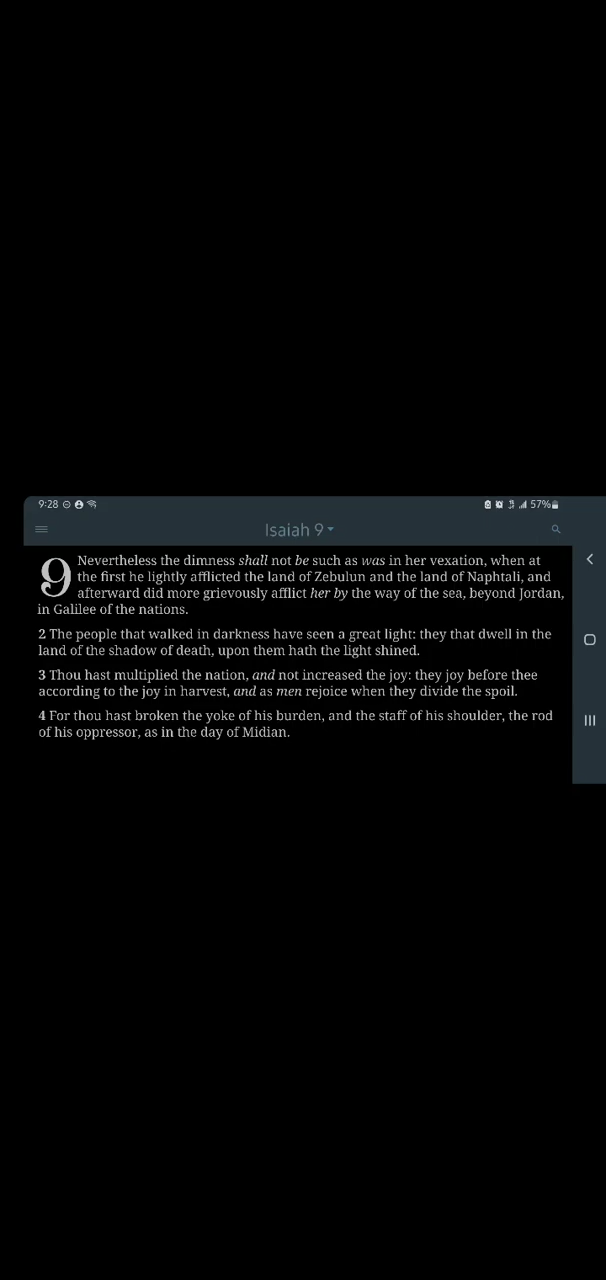 9:28 57%
Isaiah 9
9 Nevertheless the dimness shall not be such as was in her vexation, when at
the first he lightly afflicted the land of Zebulun and the land of Naphtali, and
afterward did more grievously afflict her by the way of the sea, beyond Jordan,
in Galilee of the nations.
2 The people that walked in darkness have seen a great light: they that dwell in the
land of the shadow of death, upon them hath the light shined.
3 Thou hast multiplied the nation, and not increased the joy: they joy before thee
according to the joy in harvest, and as men rejoice when they divide the spoil.
4 For thou hast broken the yoke of his burden, and the staff of his shoulder, the rod
of his oppressor, as in the day of Midian.